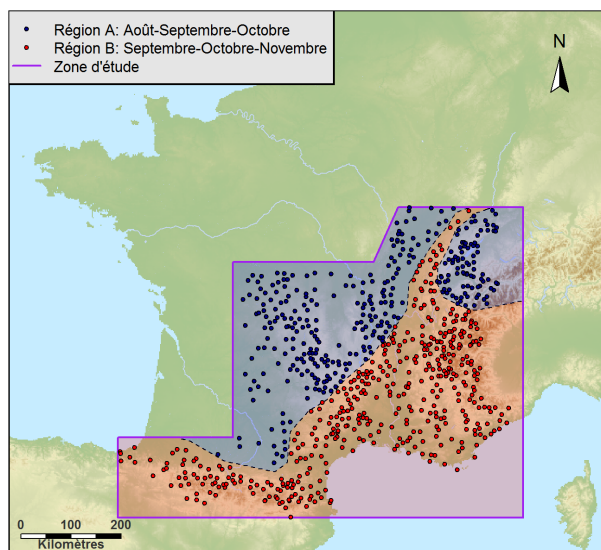 Région A: Août-Septembre-Octobre
Région B: Septembre-Octobre-Novembre
Zone d'étude
N
0 100 200
Kilomètres